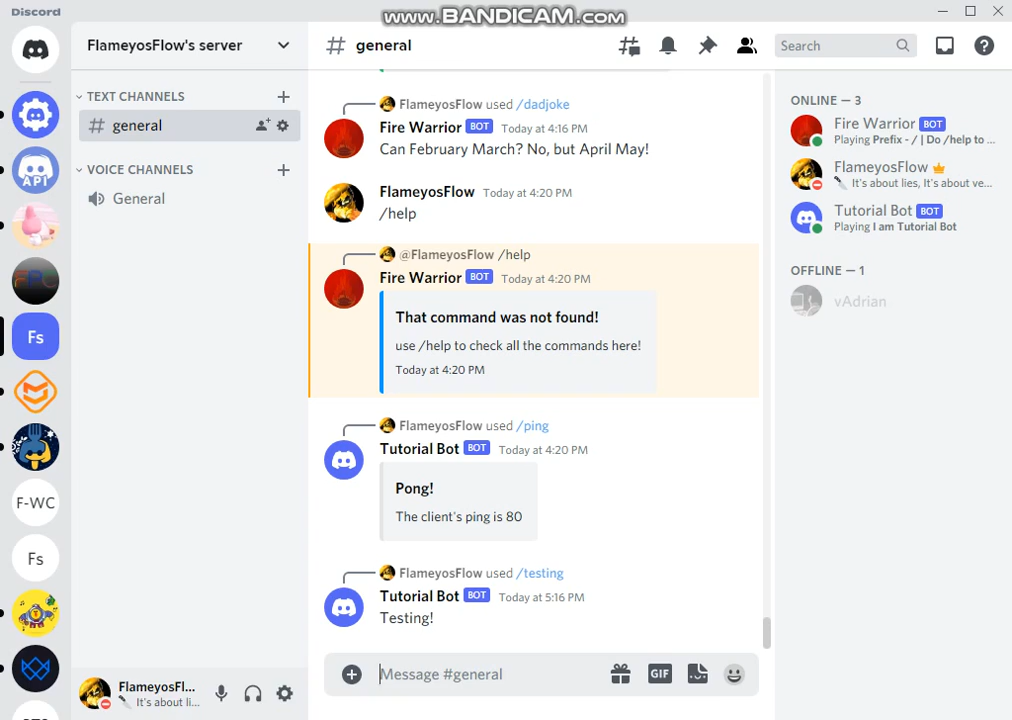 Discord
www.BANDICAM.com
FlameyosFlow's server
general
Search
TEXT CHANNELS
general
VOICE CHANNELS
General
API
Fs
F-WC
Fs
FlameyosFl...
It's about li...
FlameyosFlow used /dadjoke
Fire Warrior BOT Today at 4:16 PM
Can February March? No, but April May!
FlameyosFlow Today at 4:20 PM
/help
@FlameyosFlow /help
Fire Warrior BOT Today at 4:20 PM
That command was not found!
use /help to check all the commands here!
Today at 4:20 PM
FlameyosFlow used /ping
Tutorial Bot BOT Today at 4:20 PM
Pong!
The client's ping is 80
FlameyosFlow used /testing
Tutorial Bot BOT Today at 5:16 PM
Testing!
Message #general
GIF
ONLINE — 3
Fire Warrior BOT
Playing Prefix - / | Do /help to ...
FlameyosFlow
It's about lies, It's about ve...
Tutorial Bot BOT
Playing I am Tutorial Bot
OFFLINE — 1
vAdrian